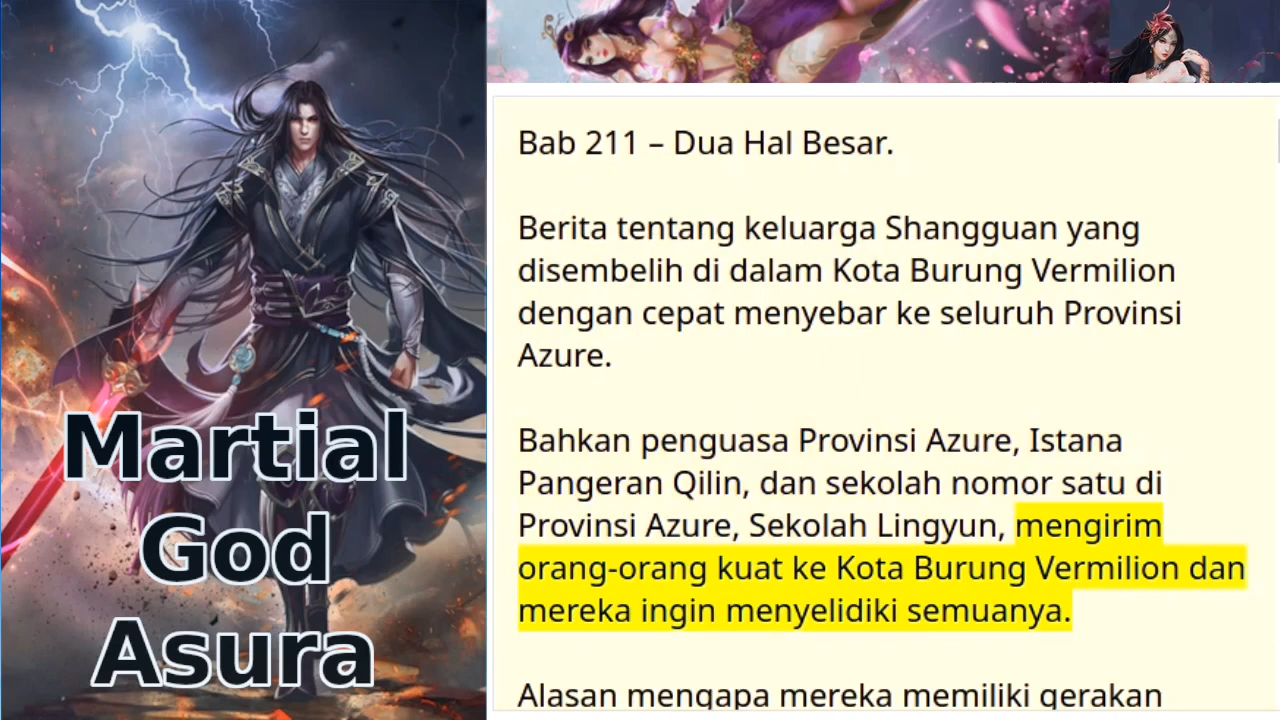 Martial
God
Asura
Bab 211 – Dua Hal Besar.
Berita tentang keluarga Shangguan yang
disembelih di dalam Kota Burung Vermilion
dengan cepat menyebar ke seluruh Provinsi
Azure.
Bahkan penguasa Provinsi Azure, Istana
Pangeran Qilin, dan sekolah nomor satu di
Provinsi Azure, Sekolah Lingyun, mengirim
orang-orang kuat ke Kota Burung Vermilion dan
mereka ingin menyelidiki semuanya.
Alasan mengapa mereka memiliki gerakan